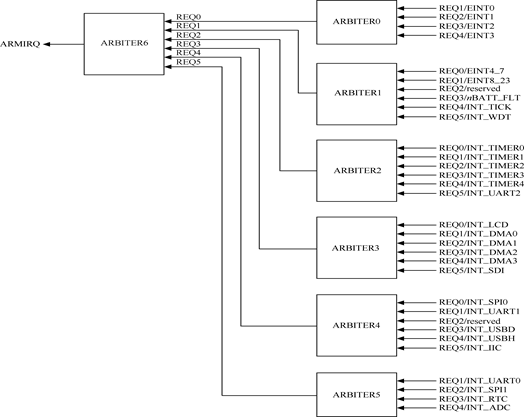 ARMIRQ
ARBITER6
REQ0
REQ1
REQ2
REQ3
REQ4
REQ5
ARBITER0
REQ1/EINT0
REQ2/EINT1
REQ3/EINT2
REQ4/EINT3
ARBITER1
REQ0/EINT4_7
REQ1/EINT8_23
REQ2/reserved
REQ3/nBATT_FLT
REQ4/INT_TICK
REQ5/INT_WDT
ARBITER2
REQ0/INT_TIMER0
REQ1/INT_TIMER1
REQ2/INT_TIMER2
REQ3/INT_TIMER3
REQ4/INT_TIMER4
REQ5/INT_UART2
ARBITER3
REQ0/INT_LCD
REQ1/INT_DMA0
REQ2/INT_DMA1
REQ3/INT_DMA2
REQ4/INT_DMA3
REQ5/INT_SDI
ARBITER4
REQ0/INT_SPI0
REQ1/INT_UART1
REQ2/reserved
REQ3/INT_USBD
REQ4/INT_USBH
REQ5/INT_IIC
ARBITER5
REQ1/INT_UART0
REQ2/INT_SPI1
REQ3/INT_RTC
REQ4/INT_ADC